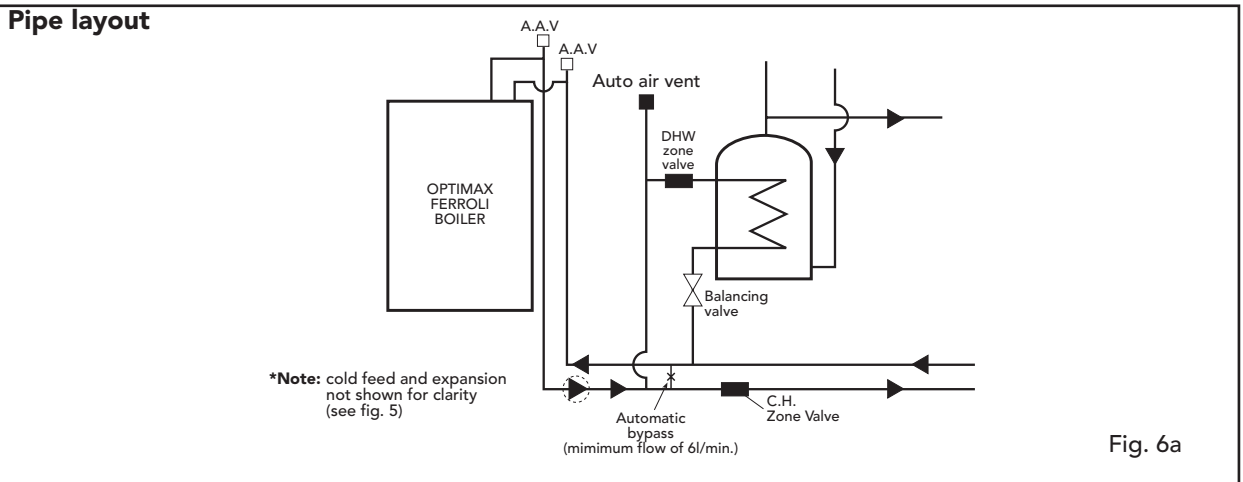 Pipe layout
A.A.V
A.A.V
Auto air vent
DHW
zone
valve
OPTIMAX
FERROLI
BOILER
Balancing
valve
*Note: cold feed and expansion
not shown for clarity
(see fig. 5)
C.H.
Zone Valve
Automatic
bypass
(mimimum flow of 6l/min.)
Fig. 6a